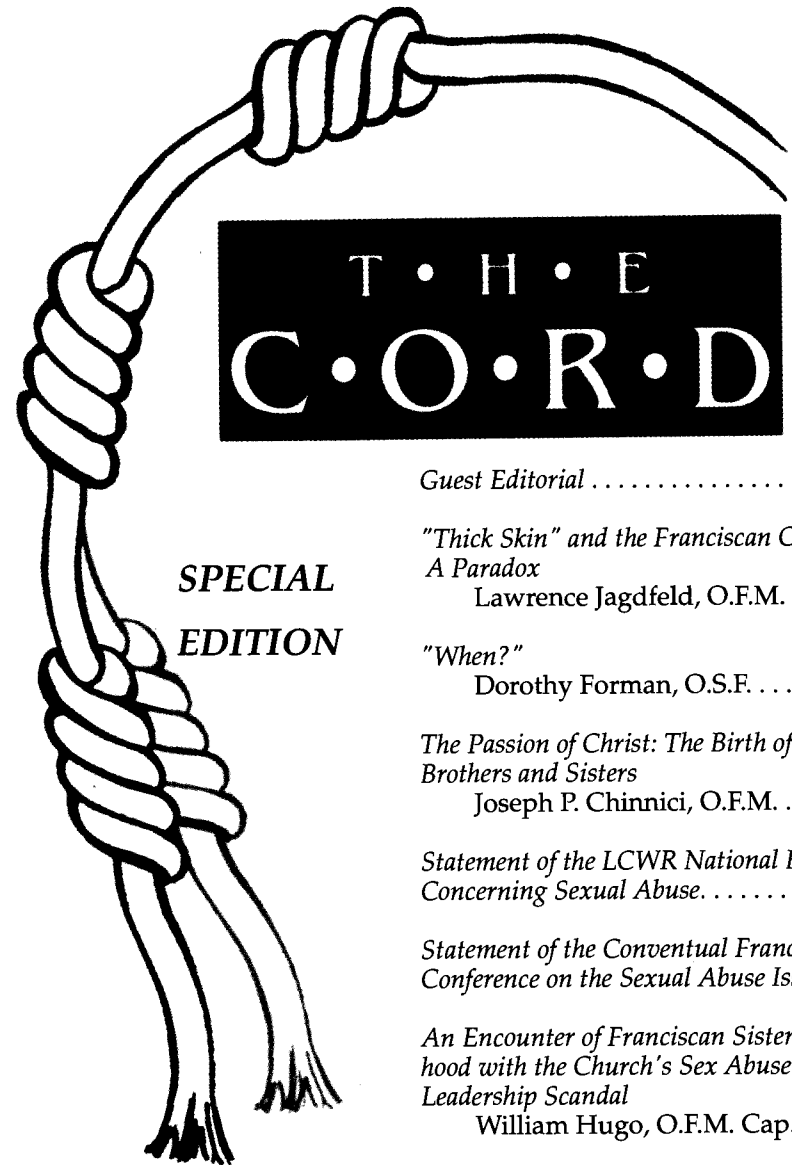 T • H • E
C • O • R • D
SPECIAL
EDITION
Guest Editorial . . . . . . . . . . . . . . .
"Thick Skin" and the Franciscan
A Paradox
Lawrence Jagdfeld, O.F.M.
"When?"
Dorothy Forman, O.S.F. . . . .
The Passion of Christ: The Birth of
Brothers and Sisters
Joseph P. Chinnici, O.F.M. . .
Statement of the LCWR National
Concerning Sexual Abuse. . . . . . . .
Statement of the Conventual
Conference on the Sexual Abuse
An Encounter of Franciscan
hood with the Church's Sex Abuse
Leadership Scandal
William Hugo, O.F.M. Cap.